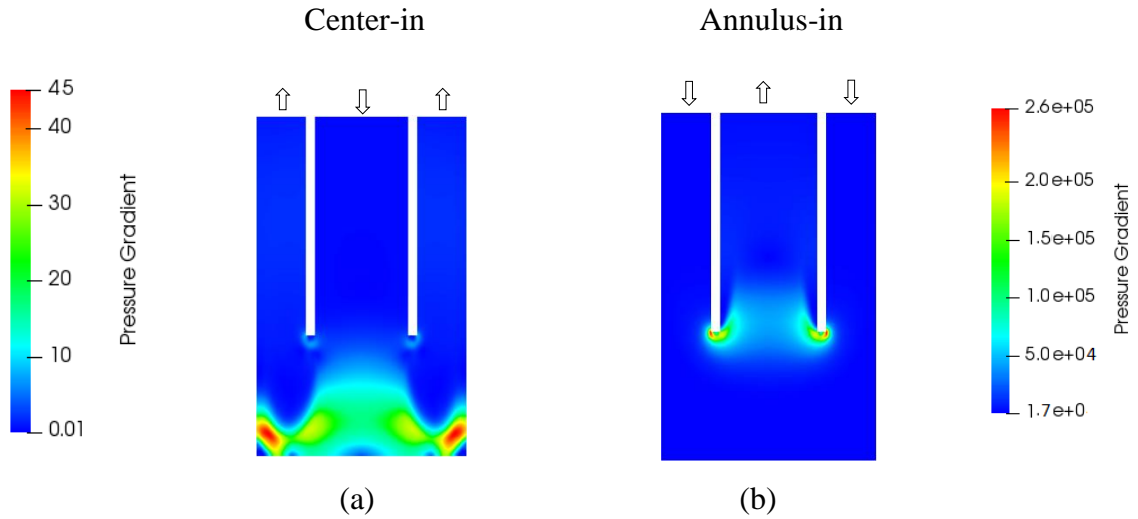 Center-in
Annulus-in
45
40
30
20
10
0.01
Pressure Gradient
2.6e+05
2.0e+05
1.5e+05
1.0e+05
5.0e+04
1.7e+0
Pressure Gradient
(a)
(b)